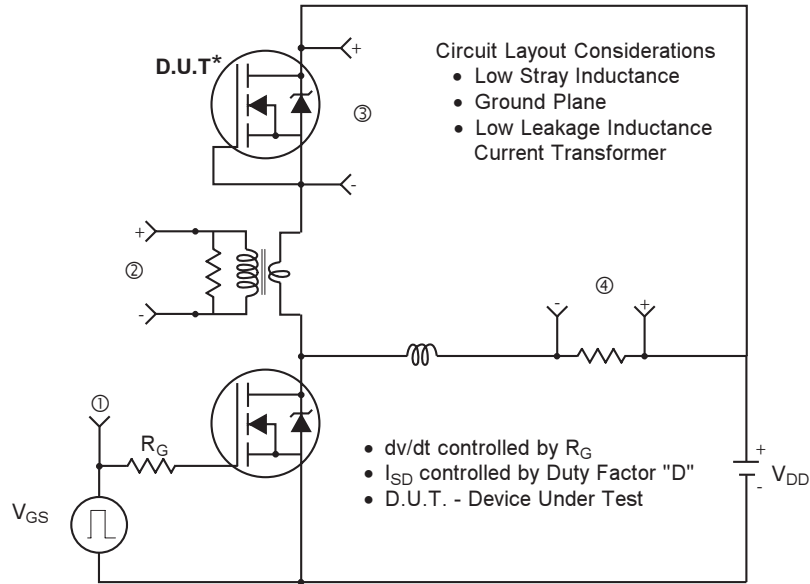 +
D.U.T*
③
-
Circuit Layout Considerations
• Low Stray Inductance
• Ground Plane
• Low Leakage Inductance
Current Transformer
+
②
-
④
- +
①
RG
VGS
• dv/dt controlled by RG
• ISD controlled by Duty Factor "D"
• D.U.T. - Device Under Test
+
VDD
-